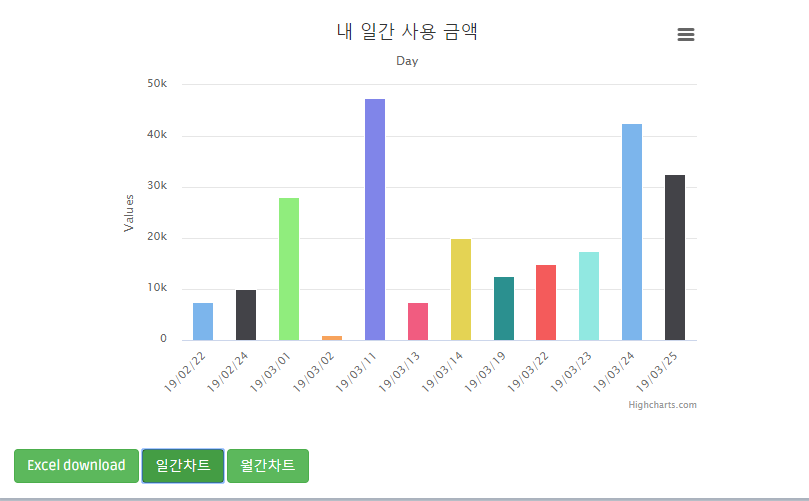 내 일간 사용 금액
Day
Values
50k
40k
30k
20k
10k
0
19/02/22
19/02/24
19/03/01
19/03/02
19/03/11
19/03/13
19/03/14
19/03/19
19/03/22
19/03/23
19/03/24
19/03/25
Highcharts.com
Excel download
일간차트
월간차트